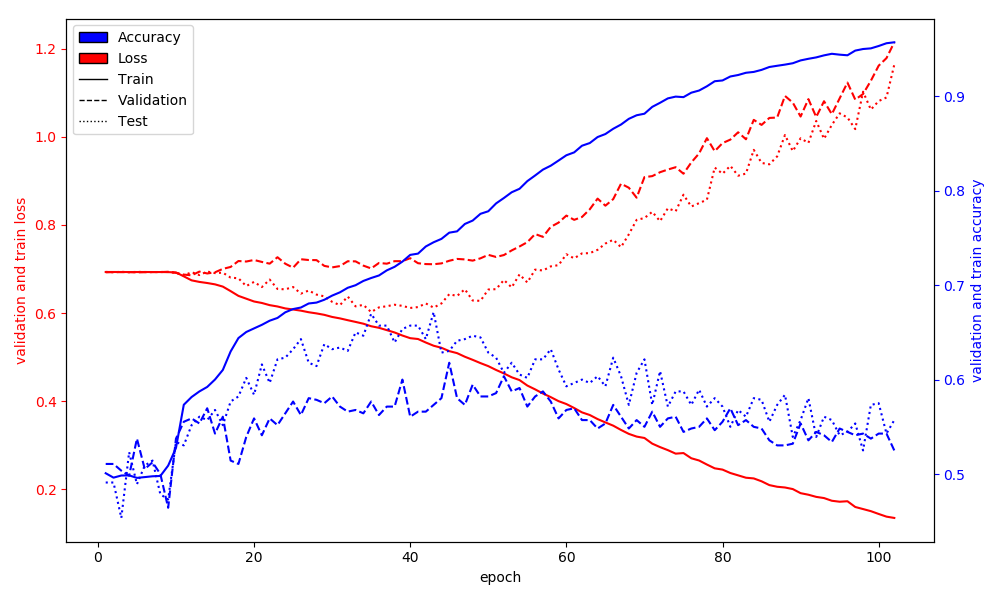 Accuracy
Loss
Train
Validation
Test
validation and train loss
1.2
1.0
0.8
0.6
0.4
0.2
0.9
0.8
0.7
0.6
0.5
validation and train accuracy
0 20 40 60 80 100
epoch